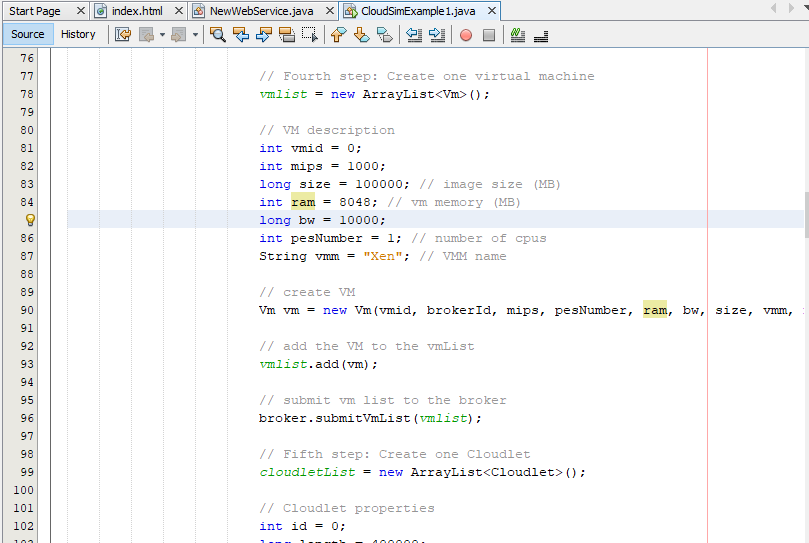 Start Page
index.html
NewWebService.java
CloudSimExample1.java
Source History
76
77 // Fourth step: Create one virtual machine
78 vmlist = new ArrayList<Vm>();
79
80 // VM description
81 int vmid = 0;
82 int mips = 1000;
83 long size = 100000; // image size (MB)
84 int ram = 8048; // vm memory (MB)
long bw = 10000;
86 int pesNumber = 1; // number of cpus
87 String vmm = "Xen"; // VMM name
88
89 // create VM
90 Vm vm = new Vm(vmid, brokerId, mips, pesNumber, ram, bw, size, vmm,
91
92 // add the VM to the vmList
93 vmlist.add(vm);
94
95 // submit vm list to the broker
96 broker.submitVmList(vmlist);
97
98 // Fifth step: Create one Cloudlet
99 cloudletList = new ArrayList<Cloudlet>();
100
101 // Cloudlet properties
102 int id = 0;